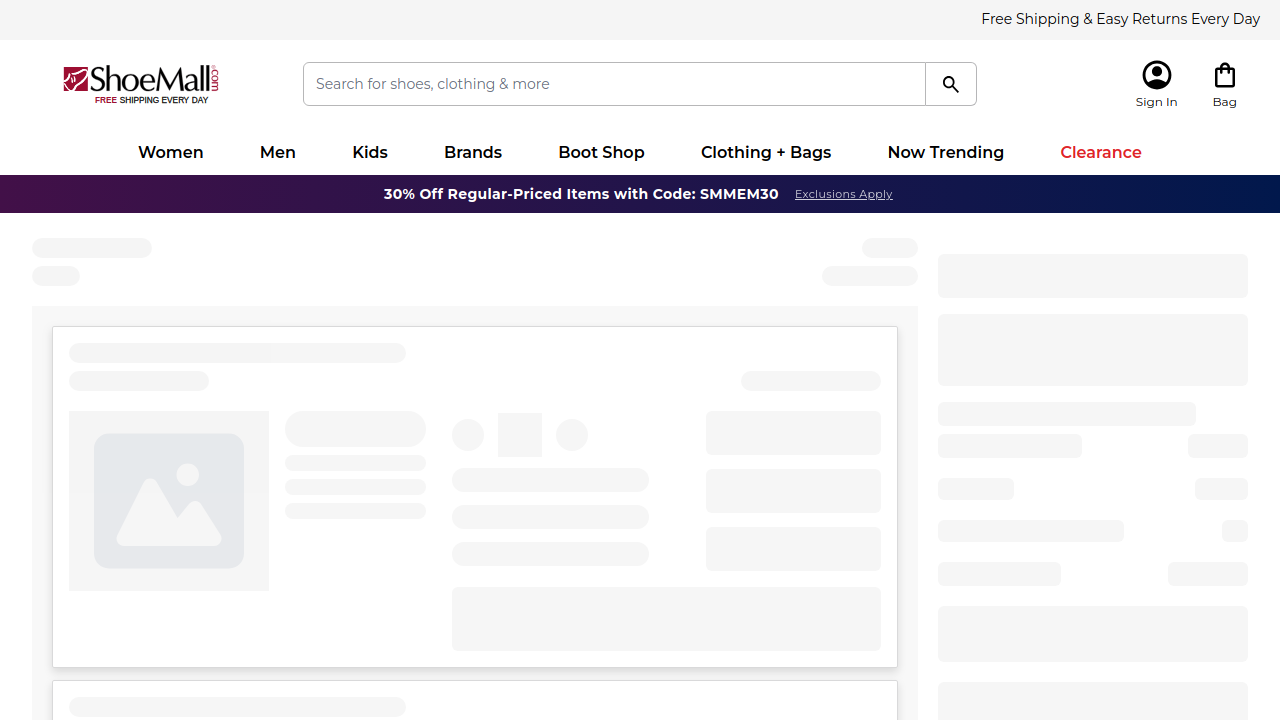 Free Shipping & Easy Returns Every Day
ShoeMall.com
FREE SHIPPING EVERY DAY
Search for shoes, clothing & more
Sign In
Bag
Women
Men
Kids
Brands
Boot Shop
Clothing + Bags
Now Trending
Clearance
30% Off Regular-Priced Items with Code: SMMEM30 Exclusions Apply